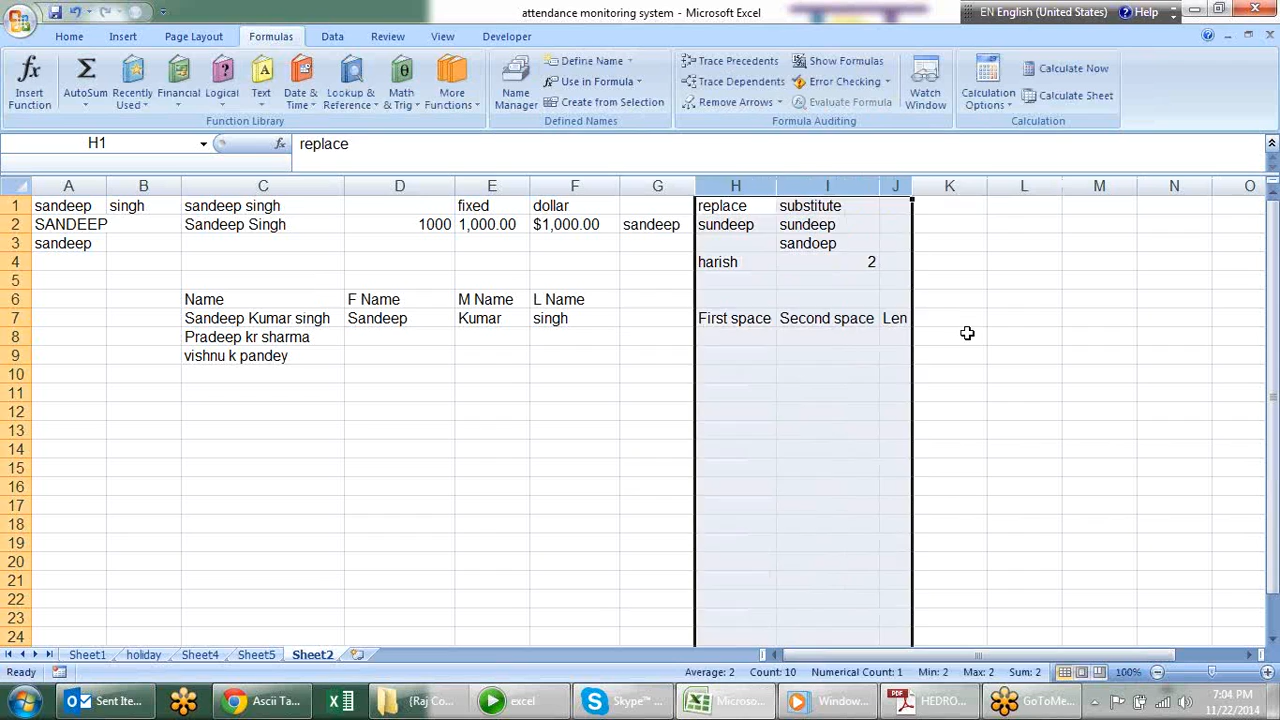 attendance monitoring system - Microsoft Excel
EN English (United States)
Help
Home Insert Page Layout Formulas Data Review View Developer
Insert Function
AutoSum
Recently Used
Financial
Logical
Text
Date & Time
Lookup & Reference
Math & Trig
More Functions
Function Library
Name Manager
Define Name
Use in Formula
Create from Selection
Defined Names
Trace Precedents
Trace Dependents
Remove Arrows
Show Formulas
Error Checking
Evaluate Formula
Formula Auditing
Watch Window
Calculation Options
Calculate Now
Calculate Sheet
Calculation
H1 fx replace
A B C D E F G H I J K L M N O
1 sandeep singh sandeep singh fixed dollar replace substitute
2 SANDEEP Sandeep Singh 1000 1,000.00 $1,000.00 sandeep sundeep sundeep
3 sandeep sandoep
4 harish 2
5
6 Name F Name M Name L Name
7 Sandeep Kumar singh Sandeep Kumar singh First space Second space Len
8 Pradeep kr sharma
9 vishnu k pandey
10
11
12
13
14
15
16
17
18
19
20
21
22
23
24
Sheet1 holiday Sheet4 Sheet5 Sheet2
Ready Average: 2 Count: 10 Numerical Count: 1 Min: 2 Max: 2 Sum: 2 100%
Sent Ite... Ascii Ta... {Raj Co... excel Skype™ ... Microso... Window... HEDRO... GoToMe... 7:04 PM
11/22/2014